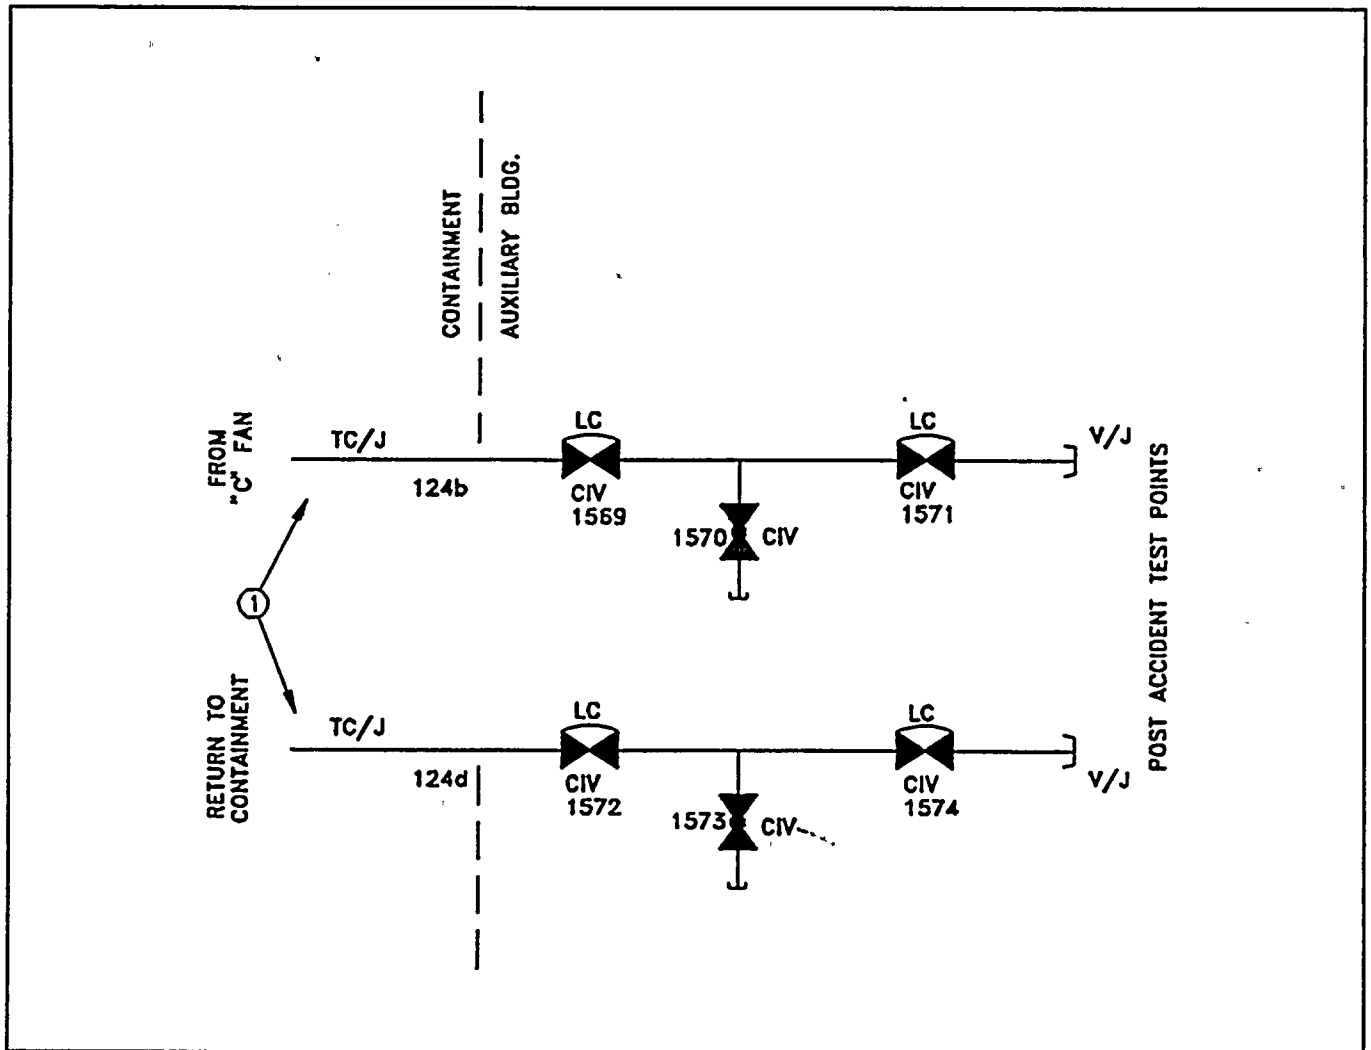 CONTAINMENT
AUXILIARY BLDG.
FROM
"C" FAN
TC/J
124b
LC
CIV
1569
1570
CIV
LC
CIV
1571
V/J
1
POST ACCIDENT TEST POINTS
RETURN TO
CONTAINMENT
TC/J
124d
LC
CIV
1572
1573
CIV
LC
CIV
1574
V/J